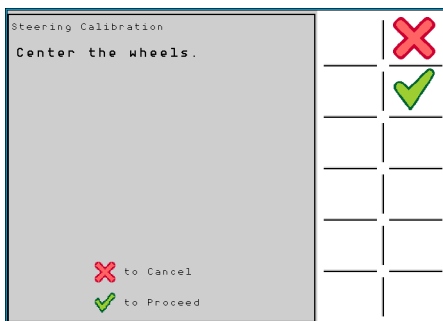 Steering Calibration
Center the wheels.
to Cancel
to Proceed